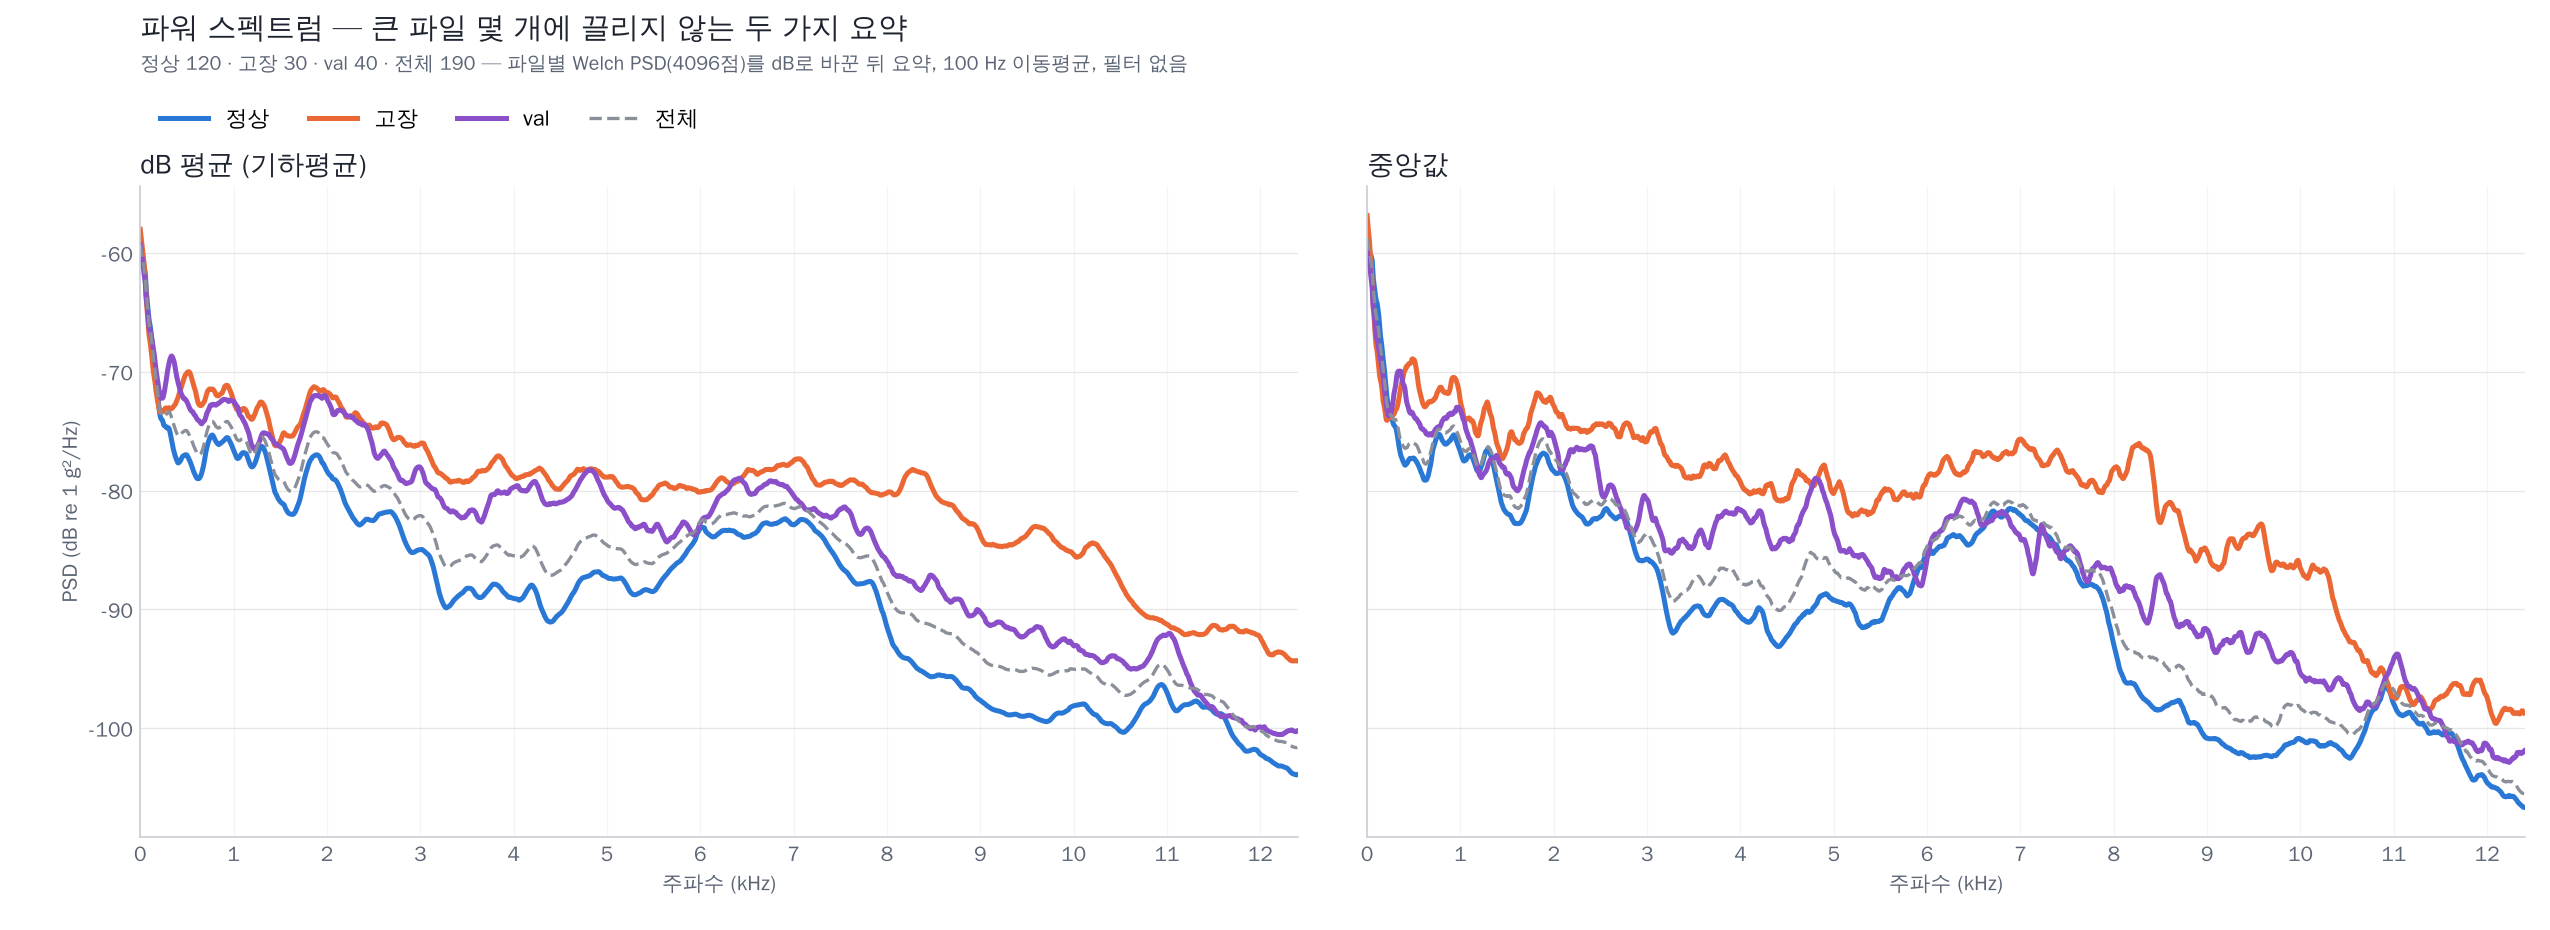 파워 스펙트럼 — 큰 파일 몇 개에 끌리지 않는 두 가지 요약
정상 120 · 고장 30 · val 40 · 전체 190 — 파일별 Welch PSD(4096점)를 dB로 바꾼 뒤 요약, 100 Hz 이동평균, 필터 없음
정상 고장 val 전체
dB 평균 (기하평균)
PSD (dB re 1 g²/Hz)
-60
-70
-80
-90
-100
0 1 2 3 4 5 6 7 8 9 10 11 12
주파수 (kHz)
중앙값
0 1 2 3 4 5 6 7 8 9 10 11 12
주파수 (kHz)